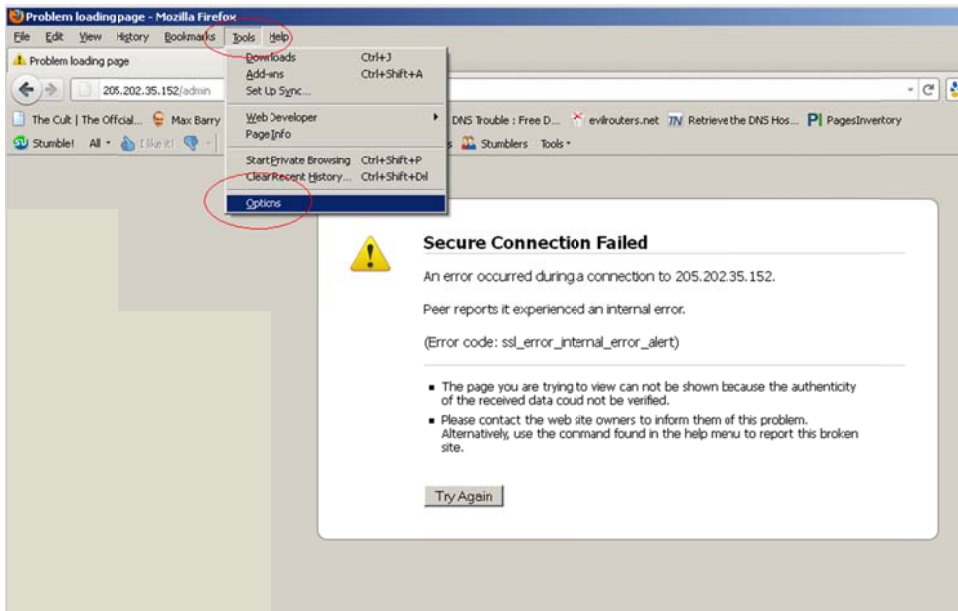 Problem loading page - Mozilla Firefox
File Edit View History Bookmarks Tools Help
Problem loading page
205.202.35.152/admin
Downloads Ctrl+J
Add-ons Ctrl+Shift+A
Set Up Sync...
Web Developer
Page Info
Start Private Browsing Ctrl+Shift+P
Clear Recent History... Ctrl+Shift+Del
Options
The Cult | The Official... Max Barry DNS Trouble : Free D... evilrouters.net Retrieve the DNS Hos... PagesInventory
Stumble! All I like it! Stumblers Tools
Secure Connection Failed
An error occurred during a connection to 205.202.35.152.
Peer reports it experienced an internal error.
(Error code: ssl_error_internal_error_alert)
The page you are trying to view can not be shown because the authenticity
of the received data could not be verified.
Please contact the web site owners to inform them of this problem.
Alternatively, use the command found in the help menu to report this broken
site.
Try Again